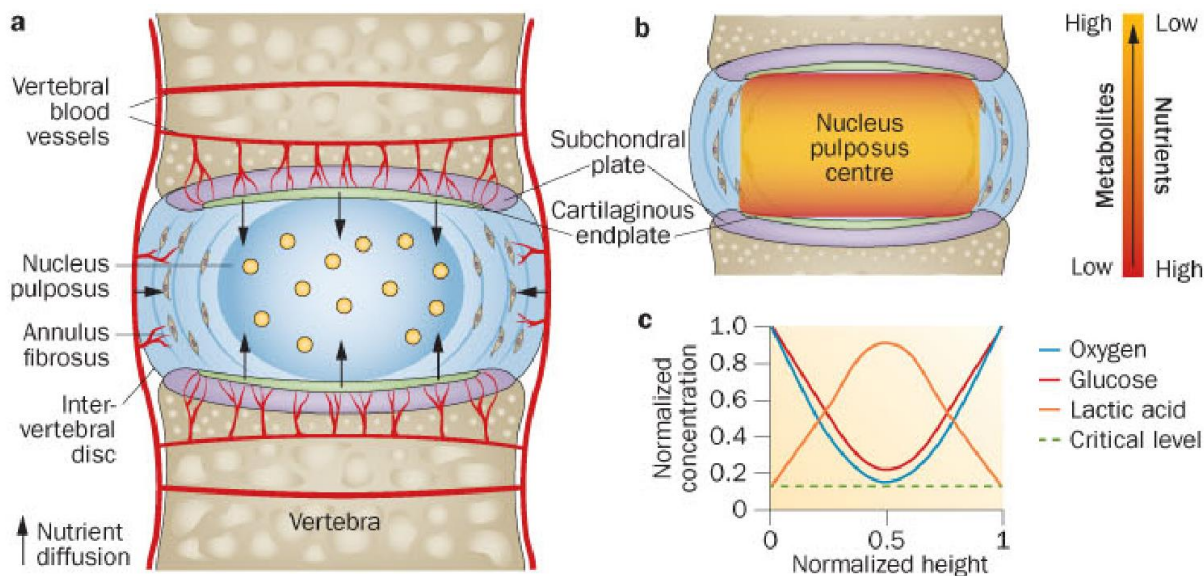 a
Vertebral
blood
vessels
Nucleus
pulposus
Annulus
fibrosus
Inter-
vertebral
disc
Nutrient
diffusion
Vertebra
Subchondral
plate
Cartilaginous
endplate
b
Nucleus
pulposus
centre
High
Low
Metabolites
Nutrients
Low
High
c
Normalized
concentration
1.0
0.8
0.6
0.4
0.2
0
0
0.5
1
Normalized height
Oxygen
Glucose
Lactic acid
Critical level